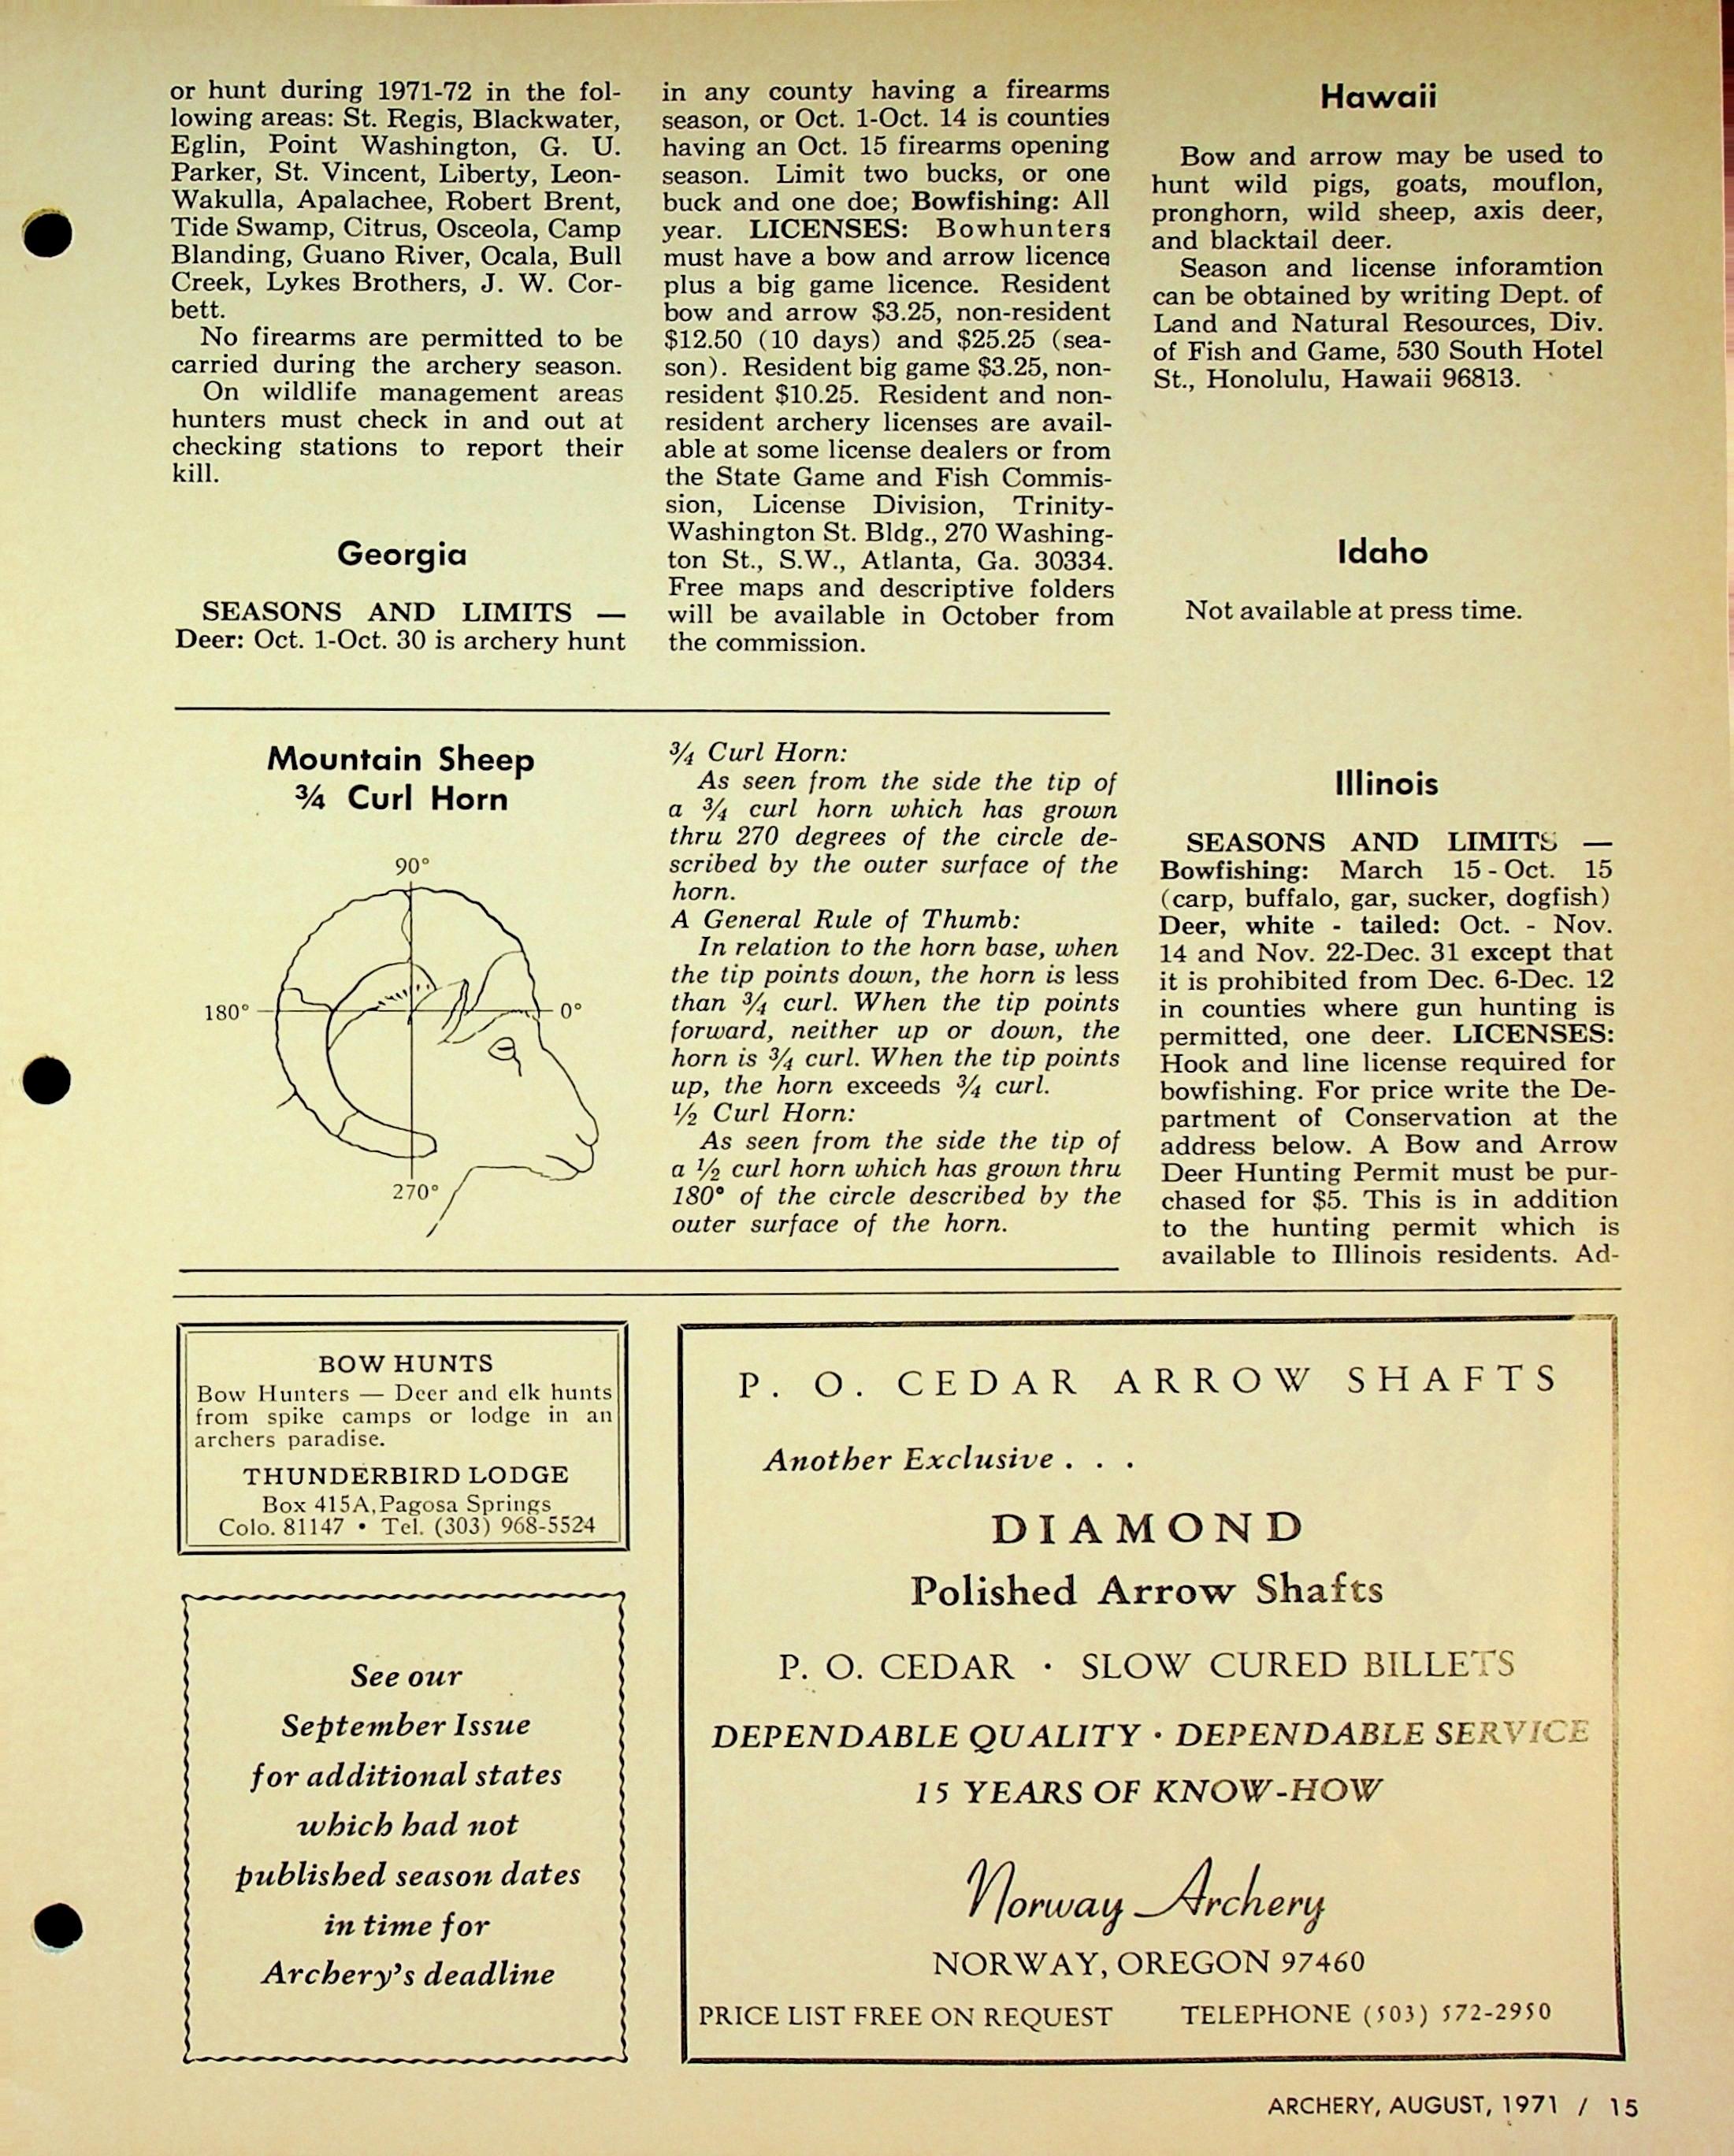 or hunt during 1971-72 in the fol-
lowing areas: St. Regis, Blackwater,
Eglin, Point Washington, G. U.
Parker, St. Vincent, Liberty, Leon-
Wakulla, Apalachee, Robert Brent,
Tide Swamp, Citrus, Osceola, Camp
Blanding, Guano River, Ocala, Bull
Creek, Lykes Brothers, J. W. Cor-
bett.
No firearms are permitted to be
carried during the archery season.
On wildlife management areas
hunters must check in and out at
checking stations to report their
kill.
Georgia
SEASONS AND LIMITS —
Deer: Oct. 1-Oct. 30 is archery hunt
in any county having a firearms
season, or Oct. 1-Oct. 14 is counties
having an Oct. 15 firearms opening
season. Limit two bucks, or one
buck and one doe; Bowfishing: All
year. LICENSES: Bowhunters
must have a bow and arrow licence
plus a big game licence. Resident
bow and arrow $3.25, non-resident
$12.50 (10 days) and $25.25 (sea-
son). Resident big game $3.25, non-
resident $10.25. Resident and non-
resident archery licenses are avail-
able at some license dealers or from
the State Game and Fish Commis-
sion, License Division, Trinity-
Washington St. Bldg., 270 Washing-
ton St., S.W., Atlanta, Ga. 30334.
Free maps and descriptive folders
will be available in October from
the commission.
Mountain Sheep
¾ Curl Horn
90°
180°
0°
270°
¾ Curl Horn:
As seen from the side the tip of
a ¾ curl horn which has grown
thru 270 degrees of the circle de-
scribed by the outer surface of the
horn.
A General Rule of Thumb:
In relation to the horn base, when
the tip points down, the horn is less
than ¾ curl. When the tip points
forward, neither up or down, the
horn is ¾ curl. When the tip points
up, the horn exceeds ¾ curl.
½ Curl Horn:
As seen from the side the tip of
a ½ curl horn which has grown thru
180° of the circle described by the
outer surface of the horn.
Hawaii
Bow and arrow may be used to
hunt wild pigs, goats, mouflon,
pronghorn, wild sheep, axis deer,
and blacktail deer.
Season and license inforamtion
can be obtained by writing Dept. of
Land and Natural Resources, Div.
of Fish and Game, 530 South Hotel
St., Honolulu, Hawaii 96813.
Idaho
Not available at press time.
Illinois
SEASONS AND LIMITS —
Bowfishing: March 15-Oct. 15
(carp, buffalo, gar, sucker, dogfish)
Deer, white - tailed: Oct. - Nov.
14 and Nov. 22-Dec. 31 except that
it is prohibited from Dec. 6-Dec. 12
in counties where gun hunting is
permitted, one deer. LICENSES:
Hook and line license required for
bowfishing. For price write the De-
partment of Conservation at the
address below. A Bow and Arrow
Deer Hunting Permit must be pur-
chased for $5. This is in addition
to the hunting permit which is
available to Illinois residents. Ad-
BOW HUNTS
Bow Hunters — Deer and elk hunts
from spike camps or lodge in an
archers paradise.
THUNDERBIRD LODGE
Box 415A, Pagosa Springs
Colo. 81147 • Tel. (303) 968-5524
See our
September Issue
for additional states
which had not
published season dates
in time for
Archery's deadline
P. O. CEDAR ARROW SHAFTS
Another Exclusive . . .
DIAMOND
Polished Arrow Shafts
P. O. CEDAR · SLOW CURED BILLETS
DEPENDABLE QUALITY · DEPENDABLE SERVICE
15 YEARS OF KNOW-HOW
Norway Archery
NORWAY, OREGON 97460
PRICE LIST FREE ON REQUEST TELEPHONE (503) 572-2950
ARCHERY, AUGUST, 1971 / 15